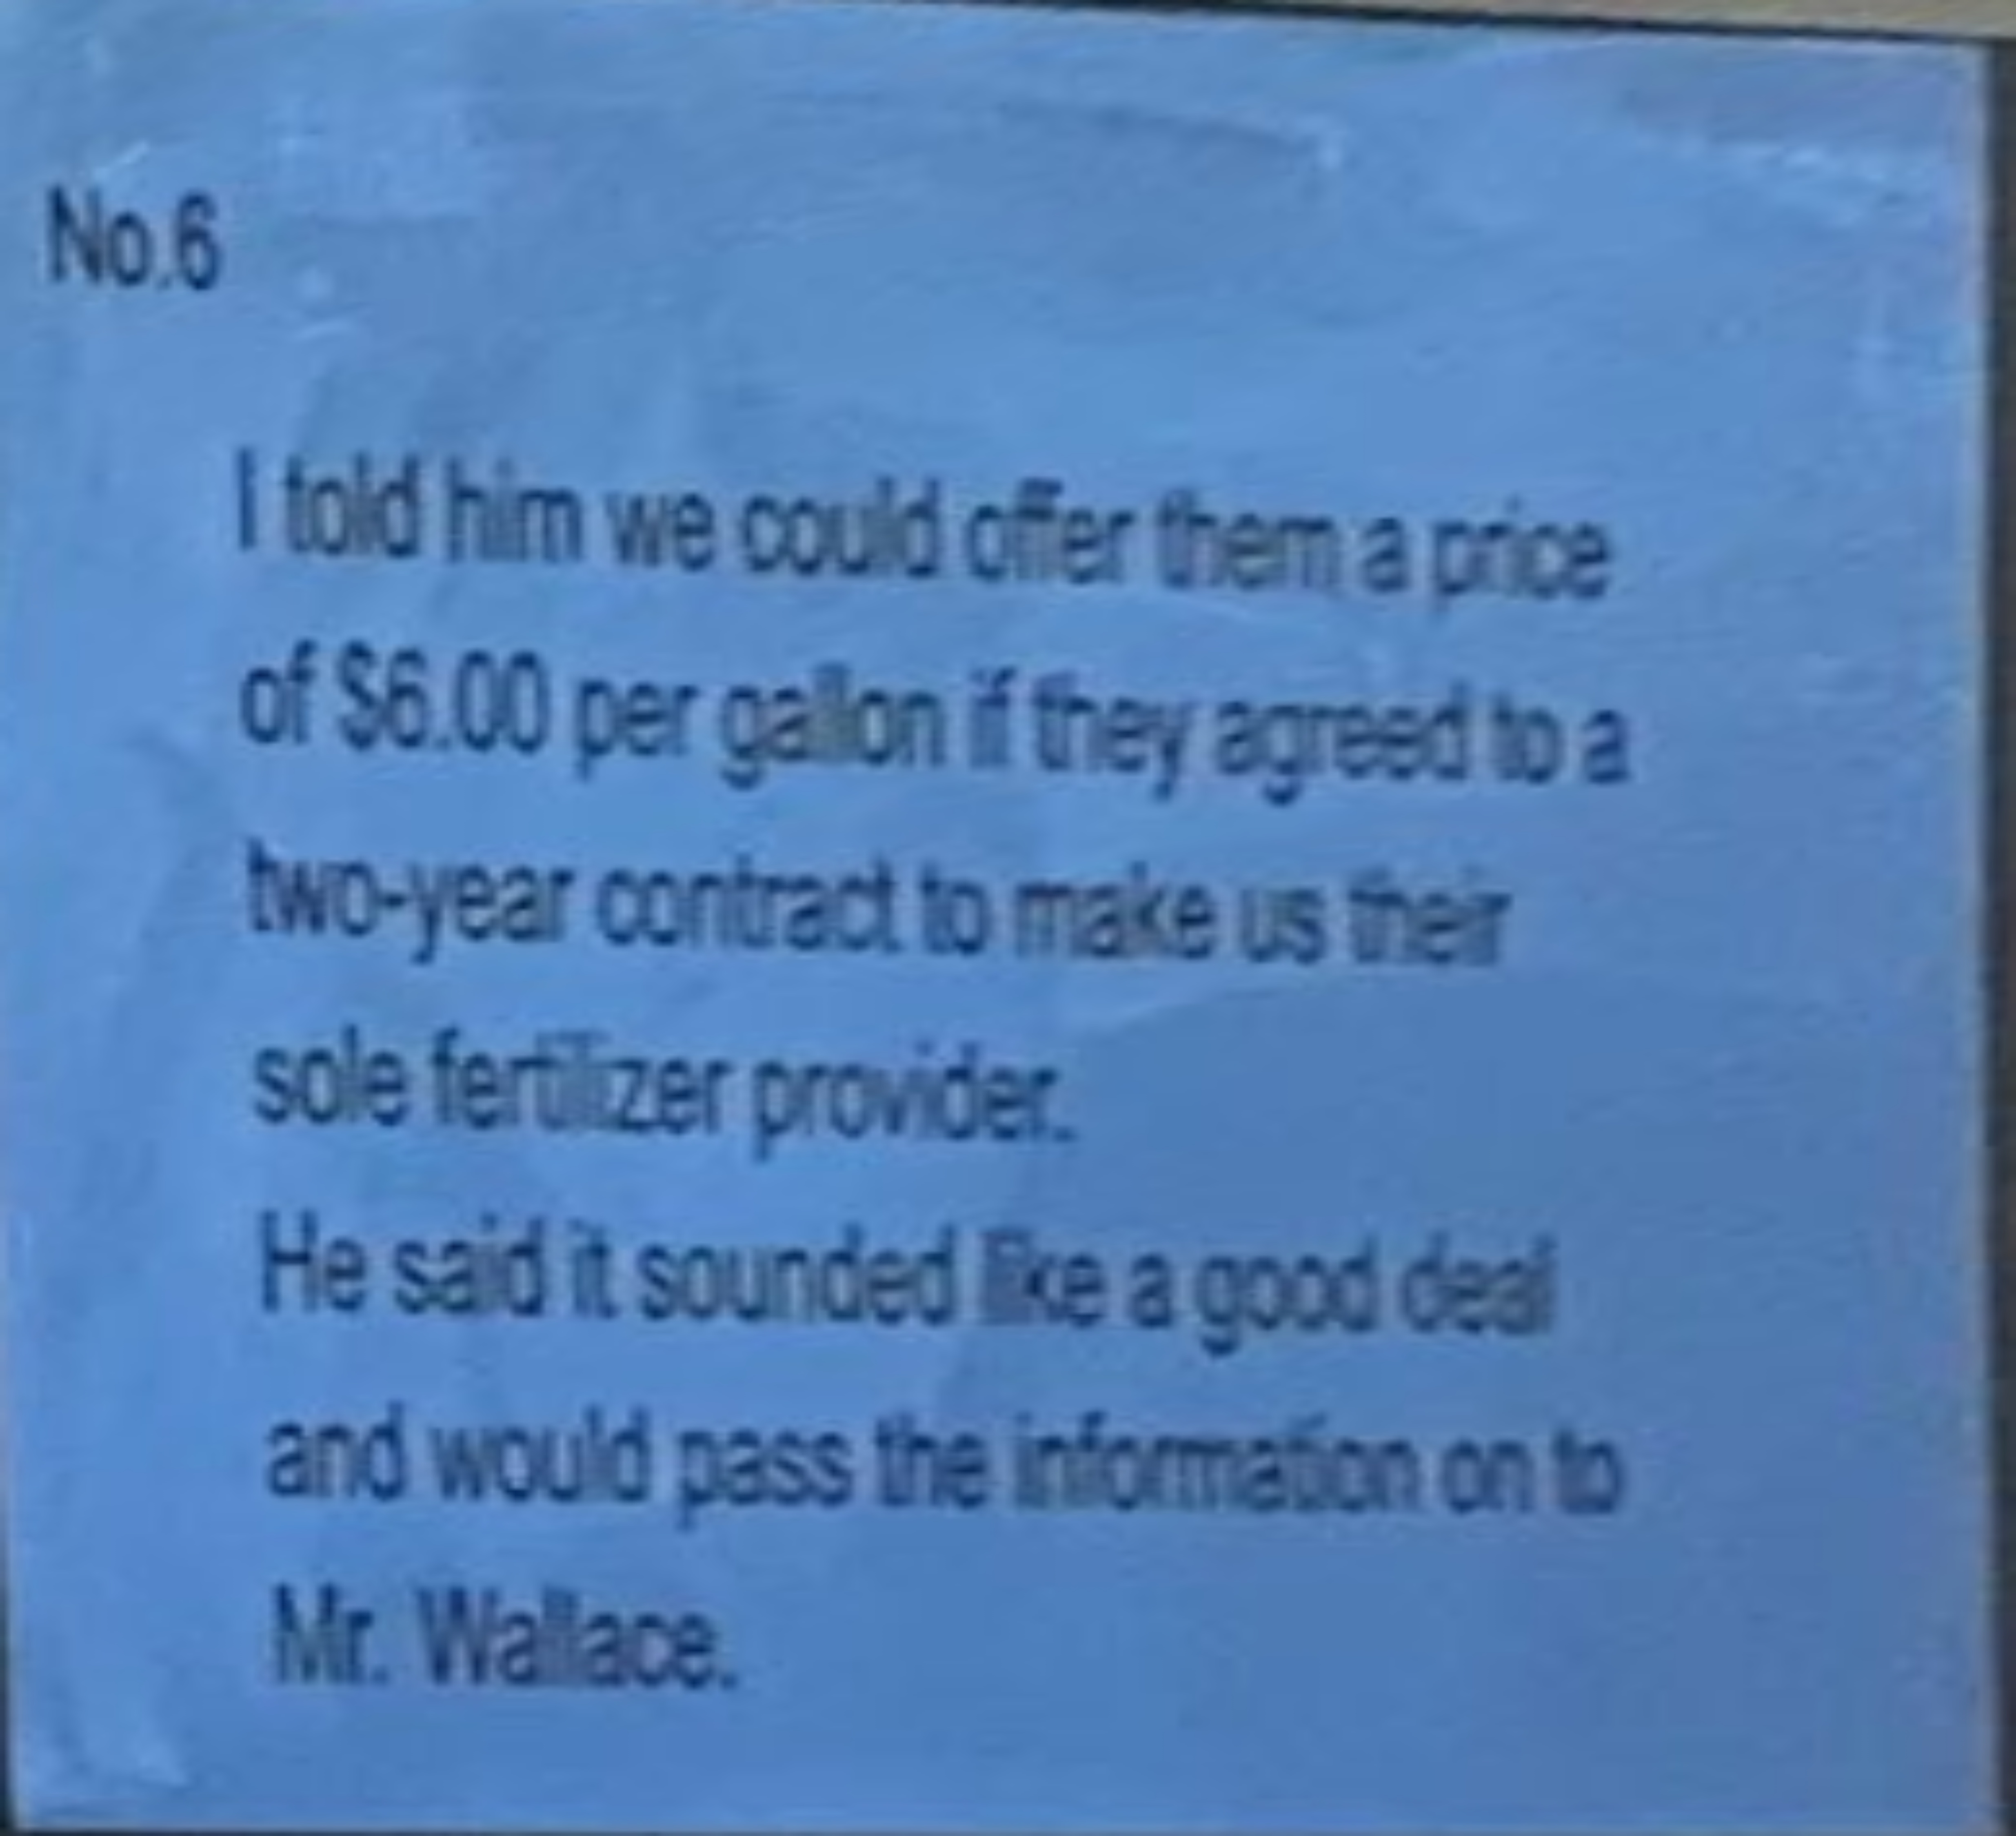 No.6
I told him we could offer them a price
of $6.00 per gallon if they agreed to a
two-year contract to make us their
sole fertilizer provider.
He said it sounded like a good deal
and would pass the information on to
Mr. Wallace.